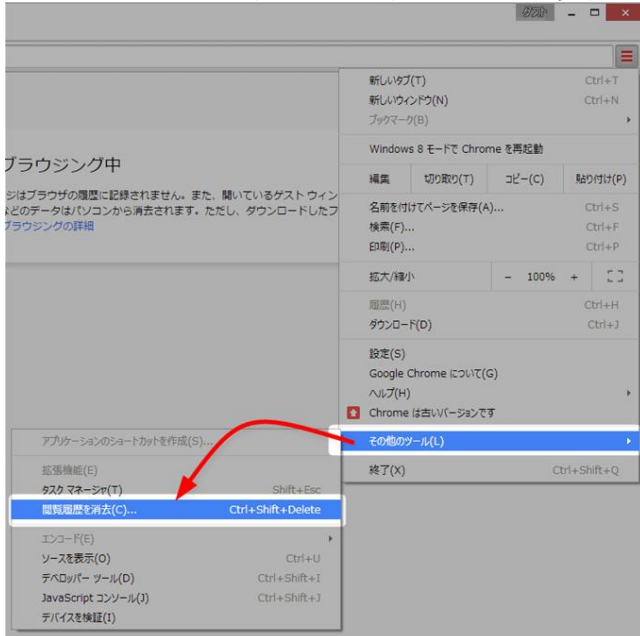 ゲスト
新しいタブ(T) Ctrl+T
新しいウィンドウ(N) Ctrl+N
ブックマーク(B)
Windows 8 モードで Chrome を再起動
編集 切り取り(T) コピー(C) 貼り付け(P)
名前を付けてページを保存(A)... Ctrl+S
検索(F)... Ctrl+F
印刷(P)... Ctrl+P
拡大/縮小 － 100% +
履歴(H) Ctrl+H
ダウンロード(D) Ctrl+J
設定(S)
Google Chrome について(G)
ヘルプ(H)
Chrome は古いバージョンです
その他のツール(L)
終了(X) Ctrl+Shift+Q
ブラウジング中
ジはブラウザの履歴に記録されません。また、開いているゲスト ウィン
などのデータはパソコンから消去されます。ただし、ダウンロードしたフ
ブラウジングの詳細
アプリケーションのショートカットを作成(S)...
拡張機能(E)
タスク マネージャ(T) Shift+Esc
閲覧履歴を消去(C)... Ctrl+Shift+Delete
エンコード(E)
ソースを表示(O) Ctrl+U
デベロッパー ツール(D) Ctrl+Shift+I
JavaScript コンソール(J) Ctrl+Shift+J
デバイスを検証(I)